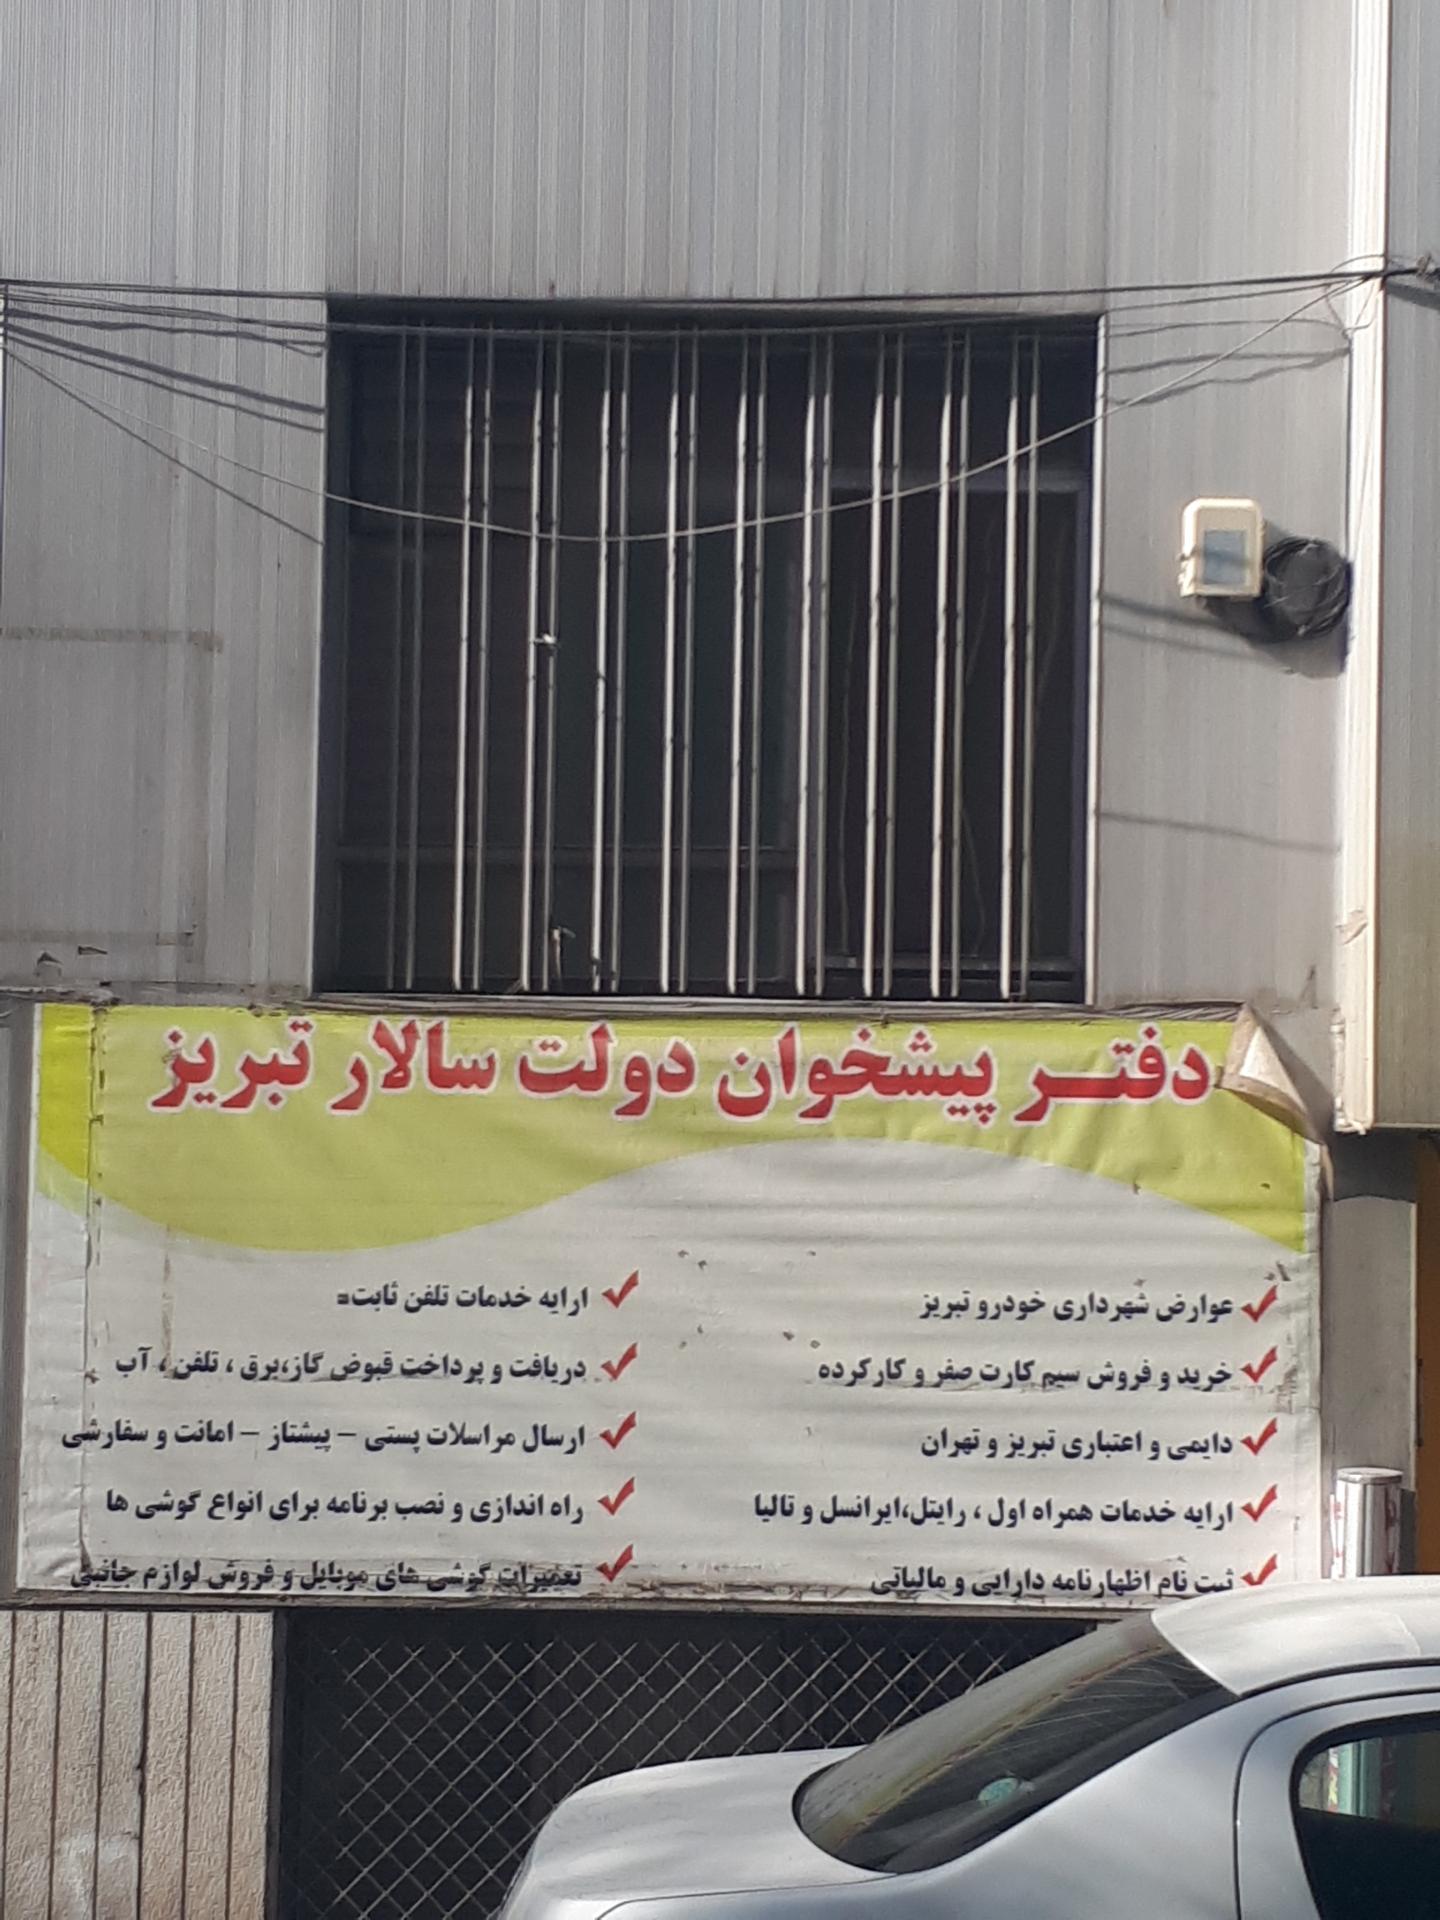 دفتر پیشخوان دولت سالار تبریز
عوارض شهرداری خودرو تبریز
خرید و فروش سیم کارت صفر و کارکرده
دایمی و اعتباری تبریز و تهران
ارایه خدمات همراه اول ، رایتل،ایرانسل و تالیا
ثبت نام اظهارنامه دارایی و مالیاتی
ارایه خدمات تلفن ثابت=
دریافت و پرداخت قبوض گاز،برق ، تلفن ، آب
ارسال مراسلات پستی – پیشتاز – امانت و سفارشی
راه اندازی و نصب برنامه برای انواع گوشی ها
تعمیرات گوشی های موبایل و فروش لوازم جانبی